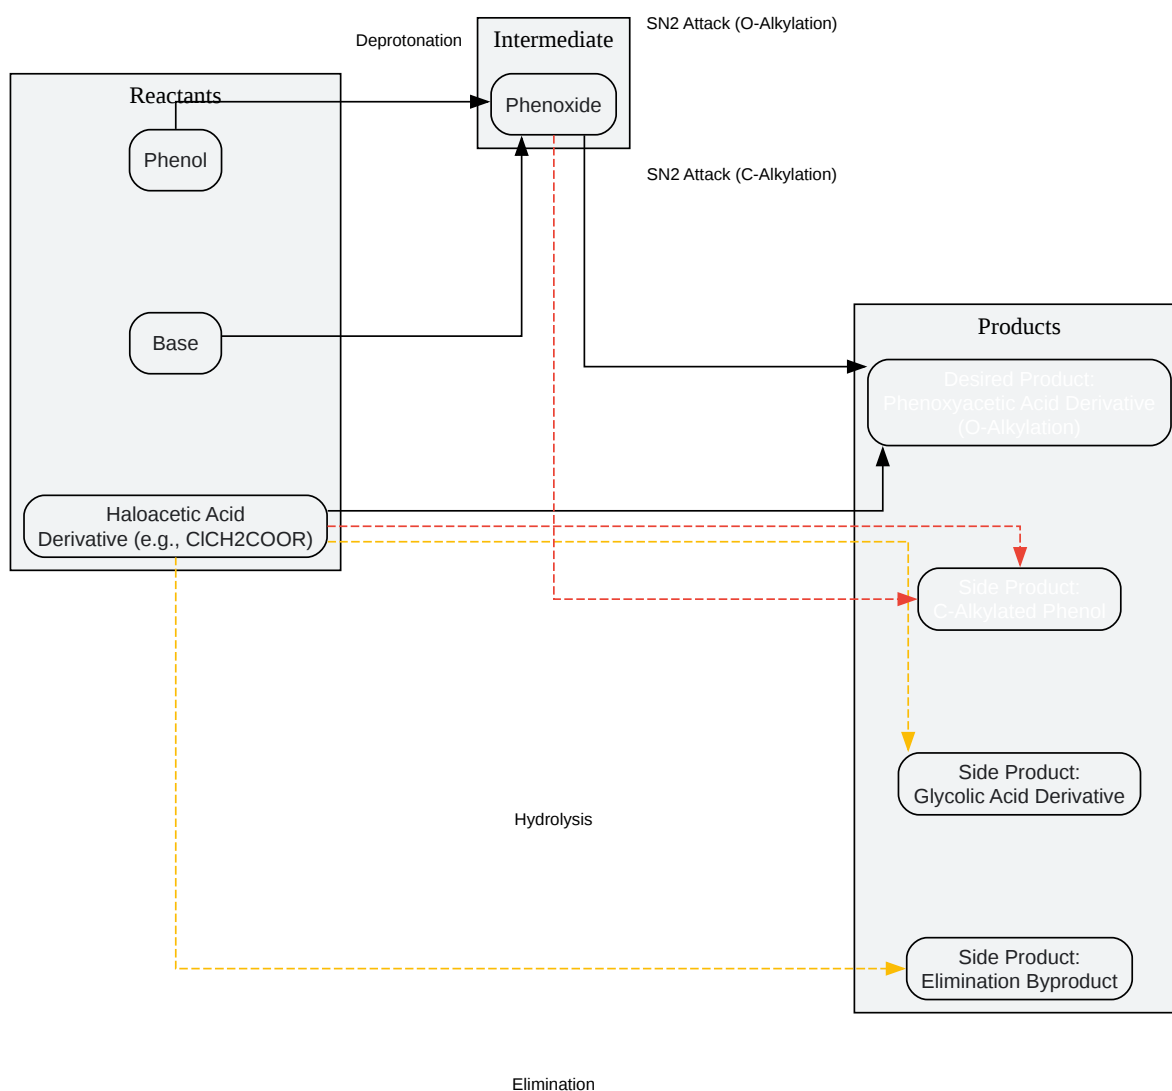 SN2 Attack (O-Alkylation)
Deprotonation
Intermediate
Reactants
Phenoxide
Phenol
SN2 Attack (C-Alkylation)
Base
Products
Desired Product:
Phenoxyacetic Acid Derivative
(O-Alkylation)
Haloacetic Acid
Derivative (e.g., ClCH2COOR)
Side Product:
C-Alkylated Phenol
Side Product:
Glycolic Acid Derivative
Hydrolysis
Side Product:
Elimination Byproduct
Elimination